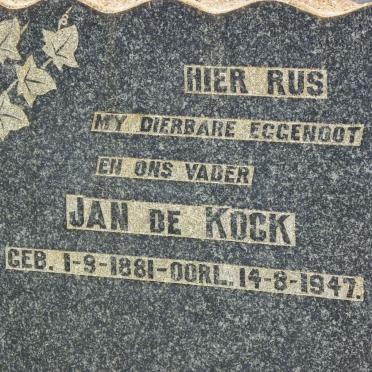 HIER RUS
MY DIERBARE EGGENOOT
EN ONS VADER
JAN DE KOCK
GEB. 1-9-1881-OORL. 14-8-1947.